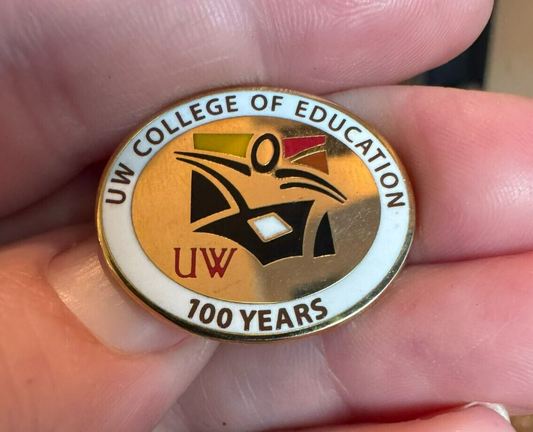 UW COLLEGE OF EDUCATION
UW
100 YEARS